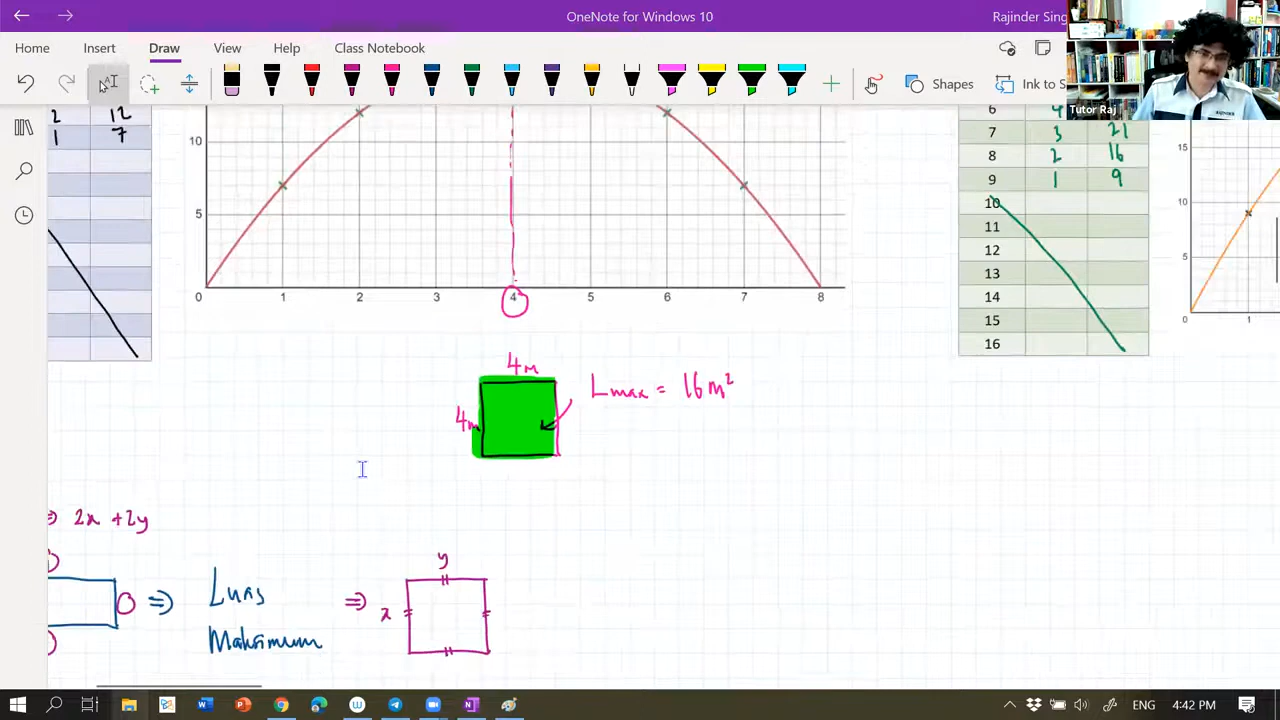 OneNote for Windows 10
Rajinder Sing
Home Insert Draw View Help Class Notebook
Shapes
Ink to S
Tutor Raj
2 12
1 7
10
5
0 1 2 3 4 5 6 7 8
6 4
7 3 21
8 2 16
9 1 9
10
11
12
13
14
15
16
15
10
5
0 1
4m
4m
Lmax = 16m²
⇒ 2x + 2y
⇒ Luas
Maksimum
⇒
y
x
ENG 4:42 PM